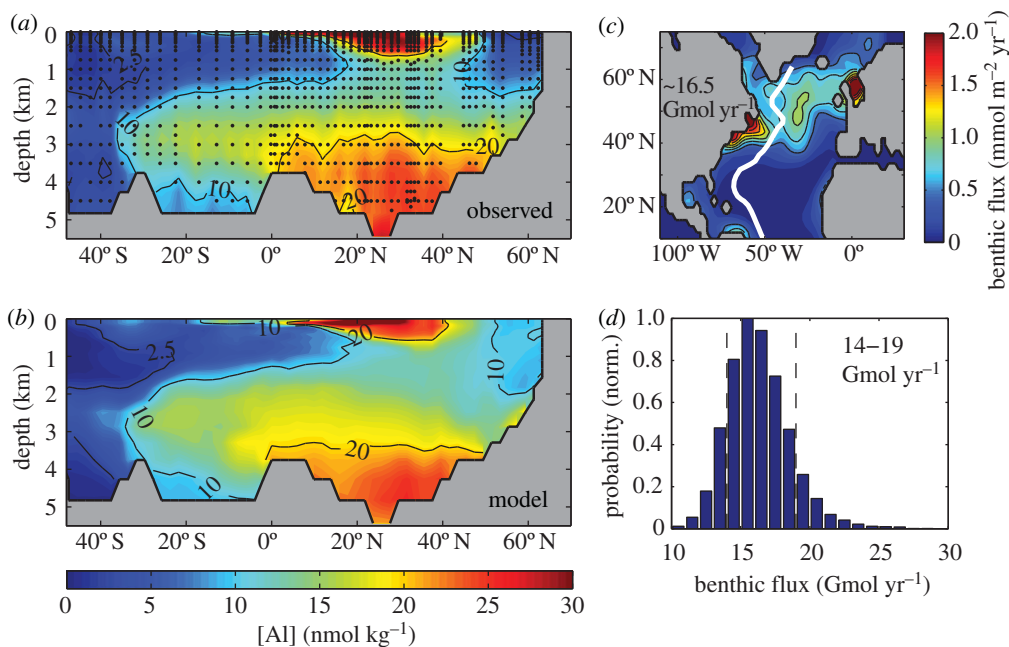 (a)
0
1
2
3
4
5
depth (km)
2.5
10
10
10
20
20
observed
40° S
20° S
0°
20° N
40° N
60° N
(b)
0
1
2
3
4
5
depth (km)
2.5
10
20
10
10
10
20
model
40° S
20° S
0°
20° N
40° N
60° N
0
5
10
15
20
25
30
[Al] (nmol kg⁻¹)
(c)
~16.5
Gmol yr⁻¹
60° N
40° N
20° N
100° W
50° W
0°
2.0
1.5
1.0
0.5
0
benthic flux (mmol m⁻² yr⁻¹)
(d)
14–19
Gmol yr⁻¹
1.0
0.8
0.6
0.4
0.2
0
probability (norm.)
10
15
20
25
30
benthic flux (Gmol yr⁻¹)